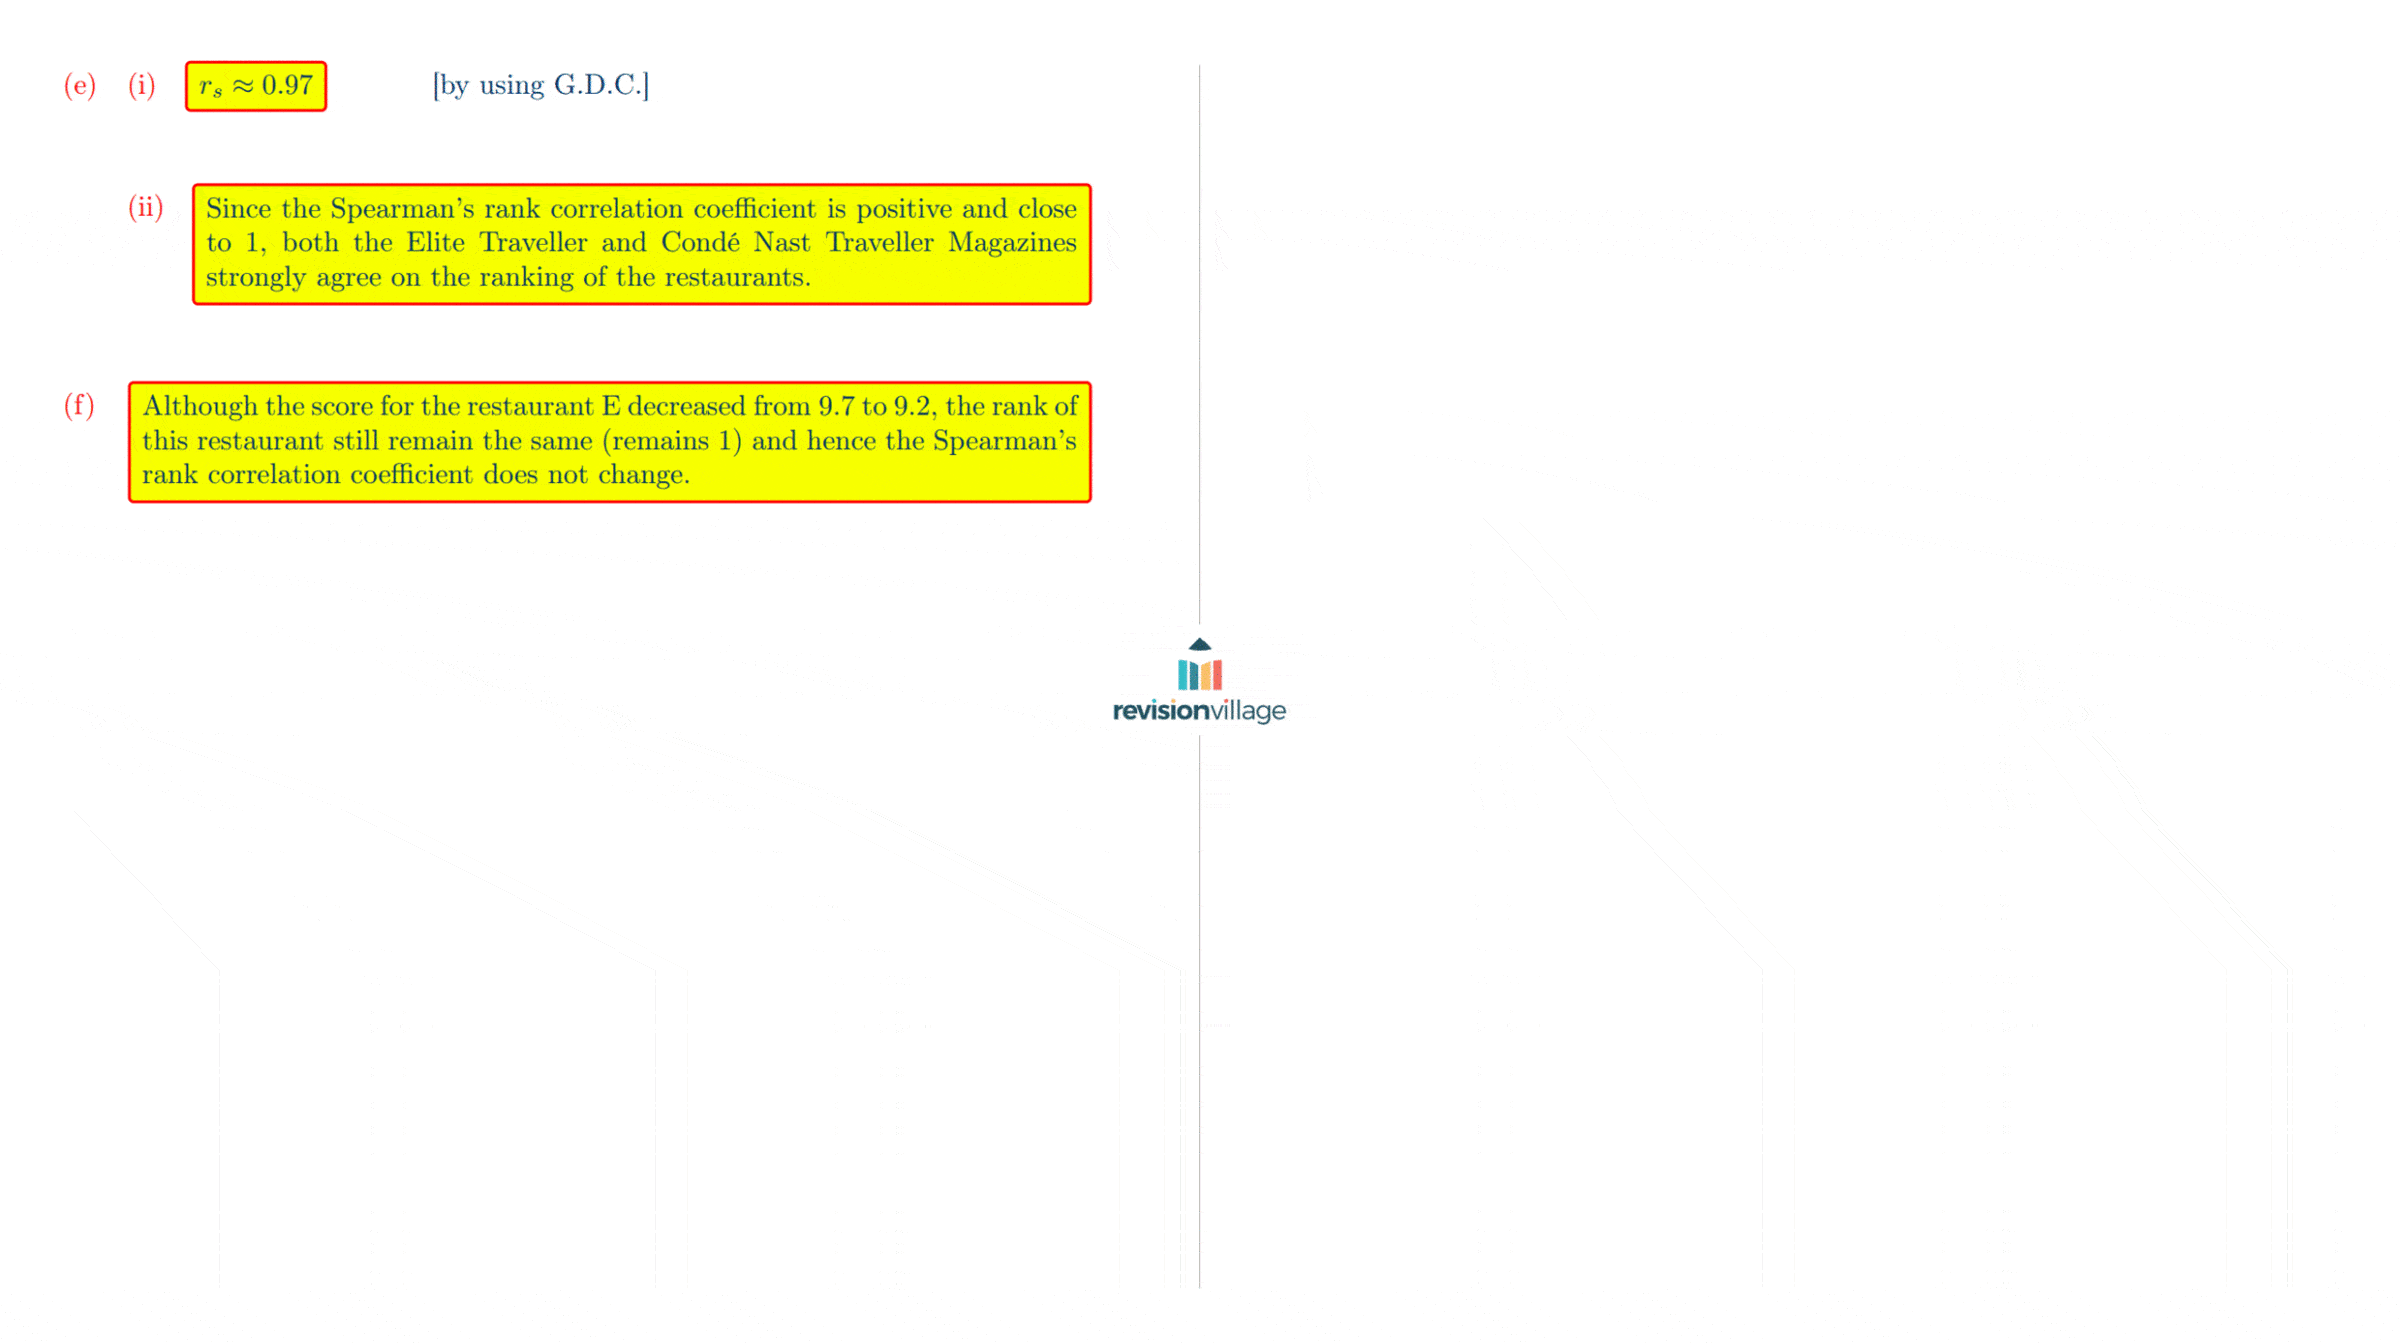 (e) (i) r_s ≈ 0.97 [by using G.D.C.]
(ii) Since the Spearman's rank correlation coefficient is positive and close
to 1, both the Elite Traveller and Condé Nast Traveller Magazines
strongly agree on the ranking of the restaurants.
(f) Although the score for the restaurant E decreased from 9.7 to 9.2, the rank of
this restaurant still remain the same (remains 1) and hence the Spearman's
rank correlation coefficient does not change.
revisionvillage